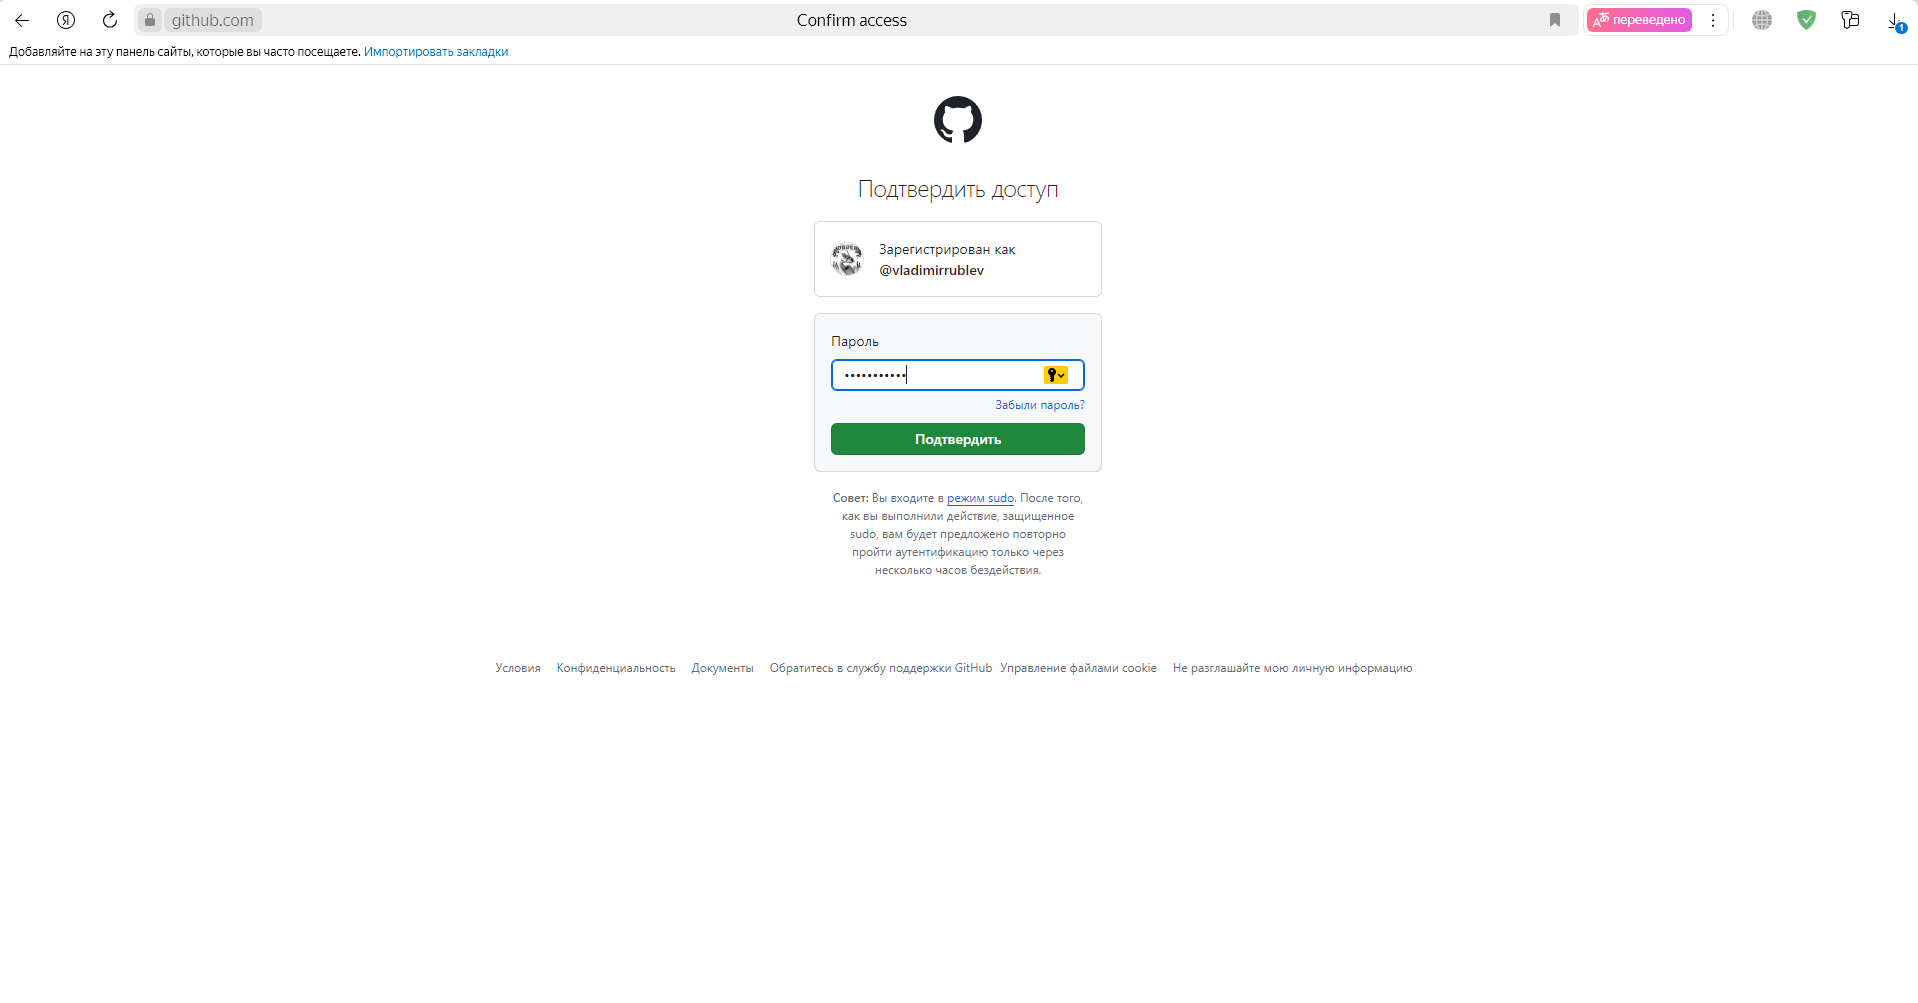 Я
github.com
Confirm access
переведено
1
Добавляйте на эту панель сайты, которые вы часто посещаете. Импортировать закладки
Подтвердить доступ
Зарегистрирован как
@vladimirrublev
Пароль
•••••••••••
Забыли пароль?
Подтвердить
Совет: Вы входите в режим sudo. После того,
как вы выполнили действие, защищенное
sudo, вам будет предложено повторно
пройти аутентификацию только через
несколько часов бездействия.
Условия Конфиденциальность Документы Обратитесь в службу поддержки GitHub Управление файлами cookie Не разглашайте мою личную информацию